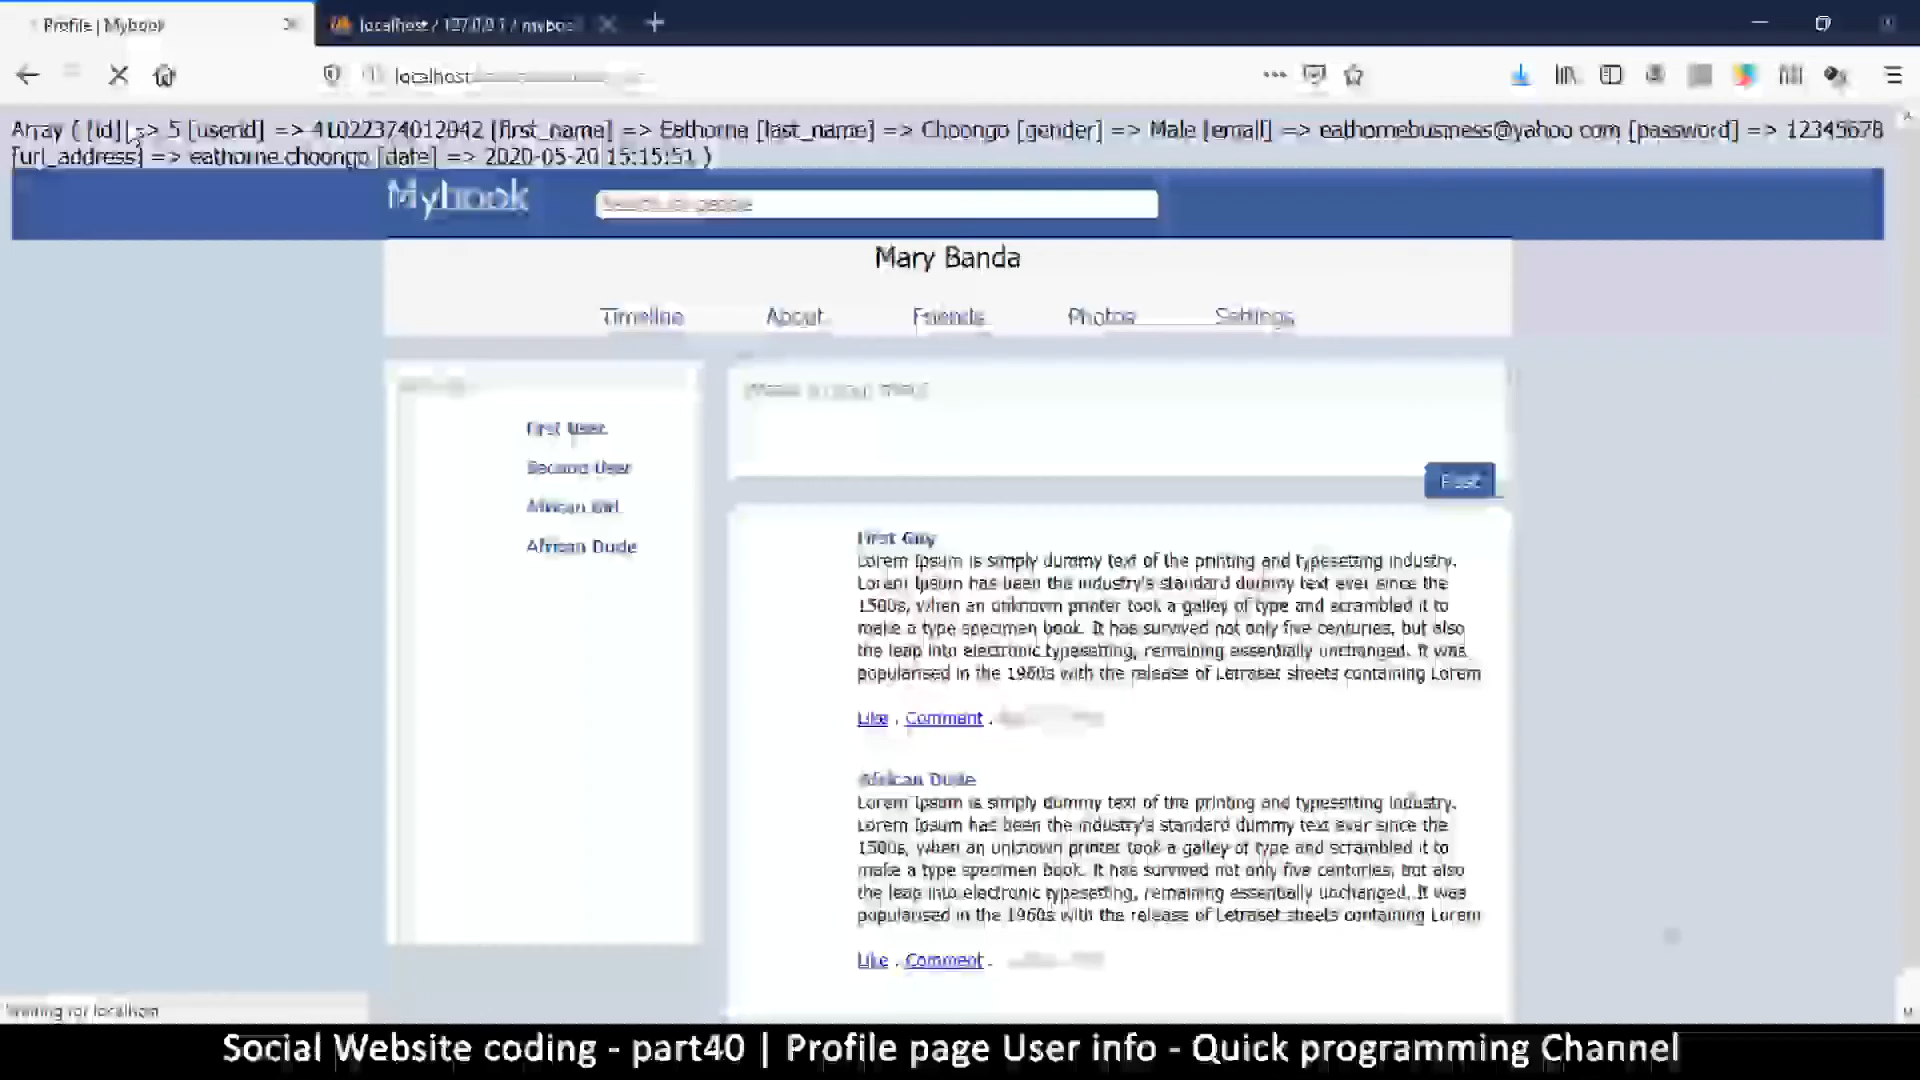 Profile | Mybook
localhost / 127.0.0.1 / myboo
localhost
Array ( [id] => 5 [userid] => 41022374012042 [first_name] => Eathorne [last_name] => Choongo [gender] => Male [email] => eathornebusiness@yahoo.com [password] => 12345678
[url_address] => eathorne.choongo [date] => 2020-05-20 15:15:51 )
Mybook
Search for people
Mary Banda
Timeline About Friends Photos Settings
First User
Second User
African Girl
African Dude
Post
First Guy
Lorem Ipsum is simply dummy text of the printing and typesetting industry.
Lorem Ipsum has been the industry's standard dummy text ever since the
1500s, when an unknown printer took a galley of type and scrambled it to
make a type specimen book. It has survived not only five centuries, but also
the leap into electronic typesetting, remaining essentially unchanged. It was
popularised in the 1960s with the release of Letraset sheets containing Lorem
Like . Comment .
African Dude
Lorem Ipsum is simply dummy text of the printing and typesetting industry.
Lorem Ipsum has been the industry's standard dummy text ever since the
1500s, when an unknown printer took a galley of type and scrambled it to
make a type specimen book. It has survived not only five centuries, but also
the leap into electronic typesetting, remaining essentially unchanged. It was
popularised in the 1960s with the release of Letraset sheets containing Lorem
Like . Comment .
Waiting for localhost
Social Website coding - part40 | Profile page User info - Quick programming Channel